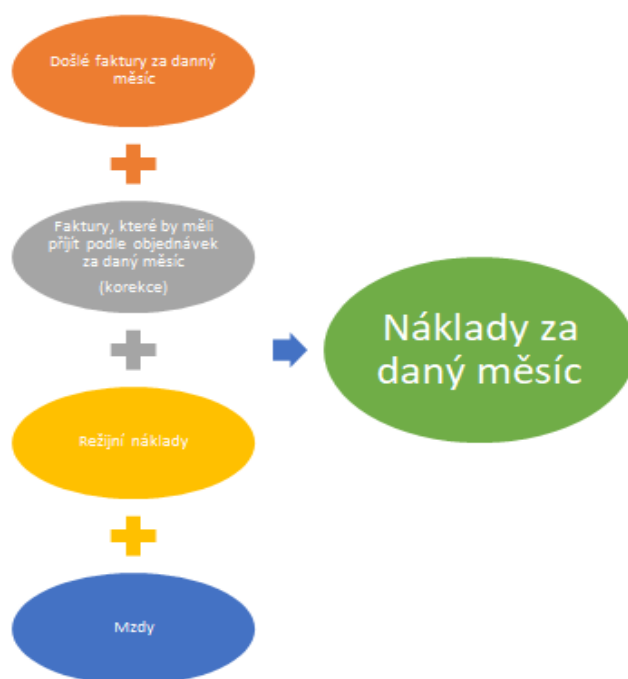 Došlé faktury za danný
měsíc
Faktury, které by měli
příjít podle objednávek
za daný měsíc
(korekce)
Náklady za
daný měsíc
Režijní náklady
Mzdy